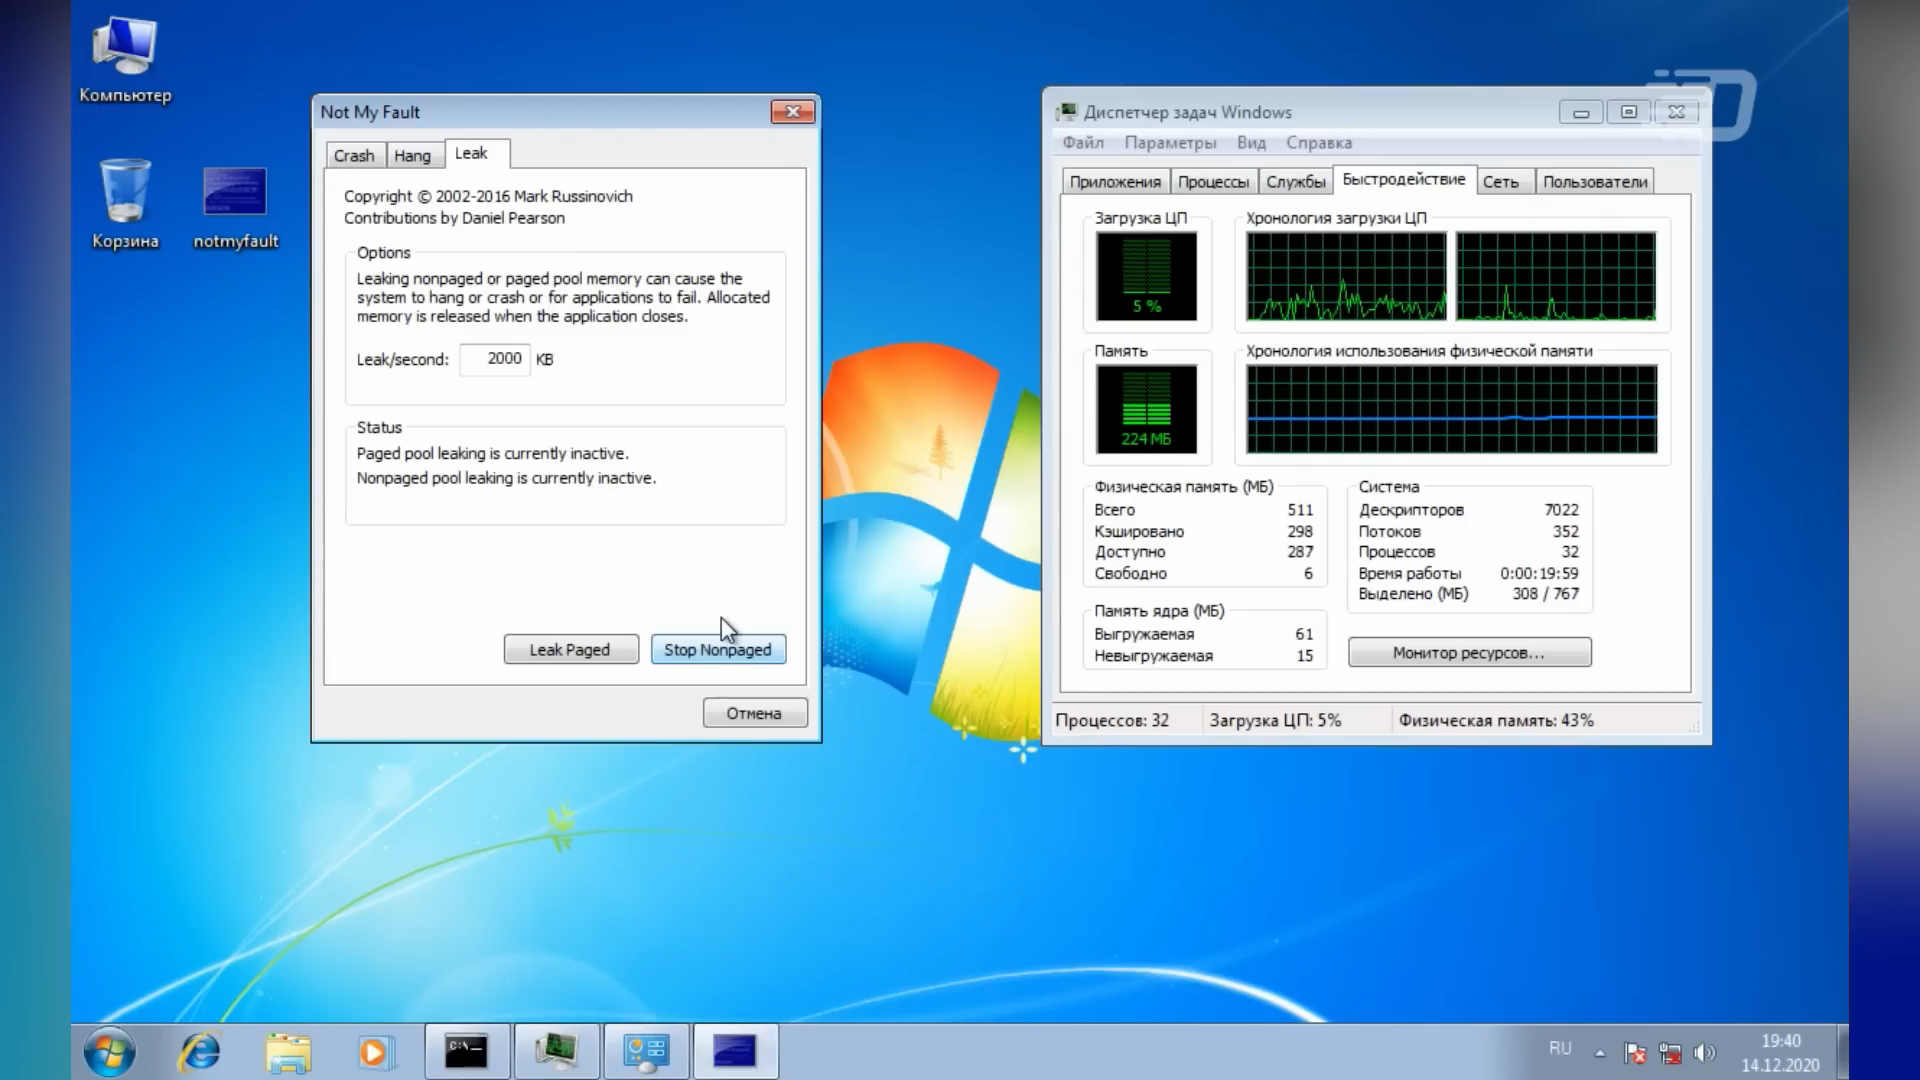 Компьютер
Корзина
notmyfault
Not My Fault
Crash
Hang
Leak
Copyright © 2002-2016 Mark Russinovich
Contributions by Daniel Pearson
Options
Leaking nonpaged or paged pool memory can cause the
system to hang or crash or for applications to fail. Allocated
memory is released when the application closes.
Leak/second: 2000 KB
Status
Paged pool leaking is currently inactive.
Nonpaged pool leaking is currently inactive.
Leak Paged
Stop Nonpaged
Отмена
Диспетчер задач Windows
Файл Параметры Вид Справка
Приложения Процессы Службы Быстродействие Сеть Пользователи
Загрузка ЦП
5 %
Хронология загрузки ЦП
Память
224 МБ
Хронология использования физической памяти
Физическая память (МБ)
Всего 511
Кэшировано 298
Доступно 287
Свободно 6
Система
Дескрипторов 7022
Потоков 352
Процессов 32
Время работы 0:00:19:59
Выделено (МБ) 308 / 767
Память ядра (МБ)
Выгружаемая 61
Невыгружаемая 15
Монитор ресурсов...
Процессов: 32 Загрузка ЦП: 5% Физическая память: 43%
C:\
RU
19:40
14.12.2020